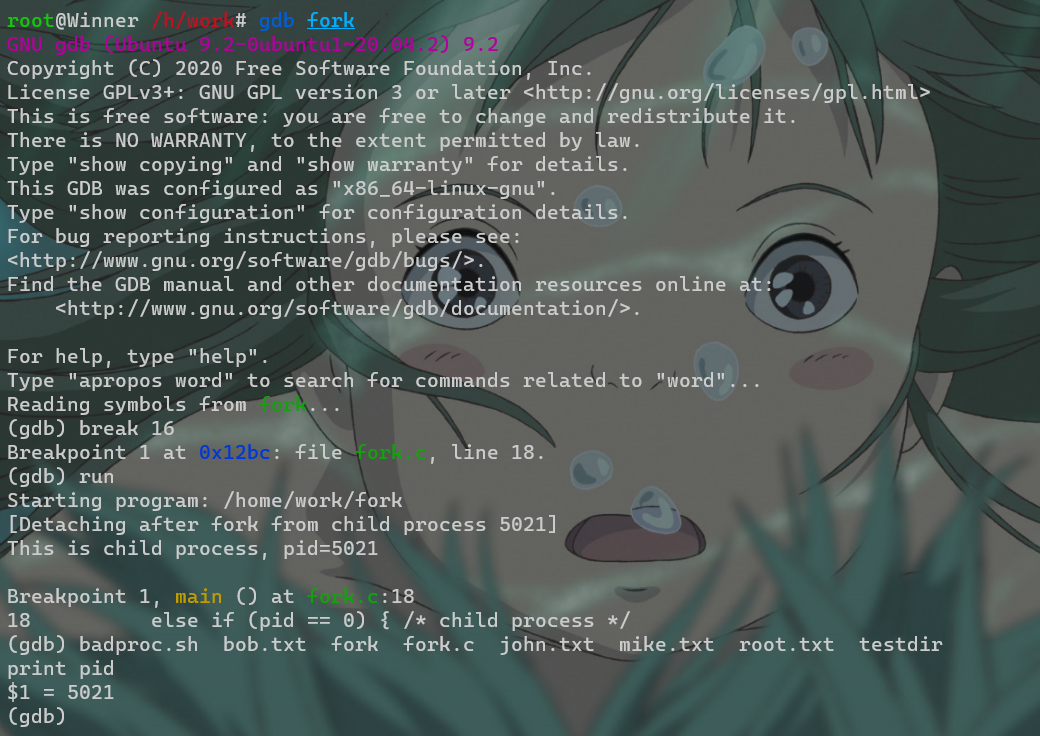 root@Winner /h/work# gdb fork
GNU gdb (Ubuntu 9.2-0ubuntu1~20.04.2) 9.2
Copyright (C) 2020 Free Software Foundation, Inc.
License GPLv3+: GNU GPL version 3 or later <http://gnu.org/licenses/gpl.html>
This is free software: you are free to change and redistribute it.
There is NO WARRANTY, to the extent permitted by law.
Type "show copying" and "show warranty" for details.
This GDB was configured as "x86_64-linux-gnu".
Type "show configuration" for configuration details.
For bug reporting instructions, please see:
<http://www.gnu.org/software/gdb/bugs/>.
Find the GDB manual and other documentation resources online at:
    <http://www.gnu.org/software/gdb/documentation/>.

For help, type "help".
Type "apropos word" to search for commands related to "word"...
Reading symbols from fork...
(gdb) break 16
Breakpoint 1 at 0x12bc: file fork.c, line 18.
(gdb) run
Starting program: /home/work/fork
[Detaching after fork from child process 5021]
This is child process, pid=5021

Breakpoint 1, main () at fork.c:18
18          else if (pid == 0) { /* child process */
(gdb) badproc.sh  bob.txt  fork  fork.c  john.txt  mike.txt  root.txt  testdir
print pid
$1 = 5021
(gdb)